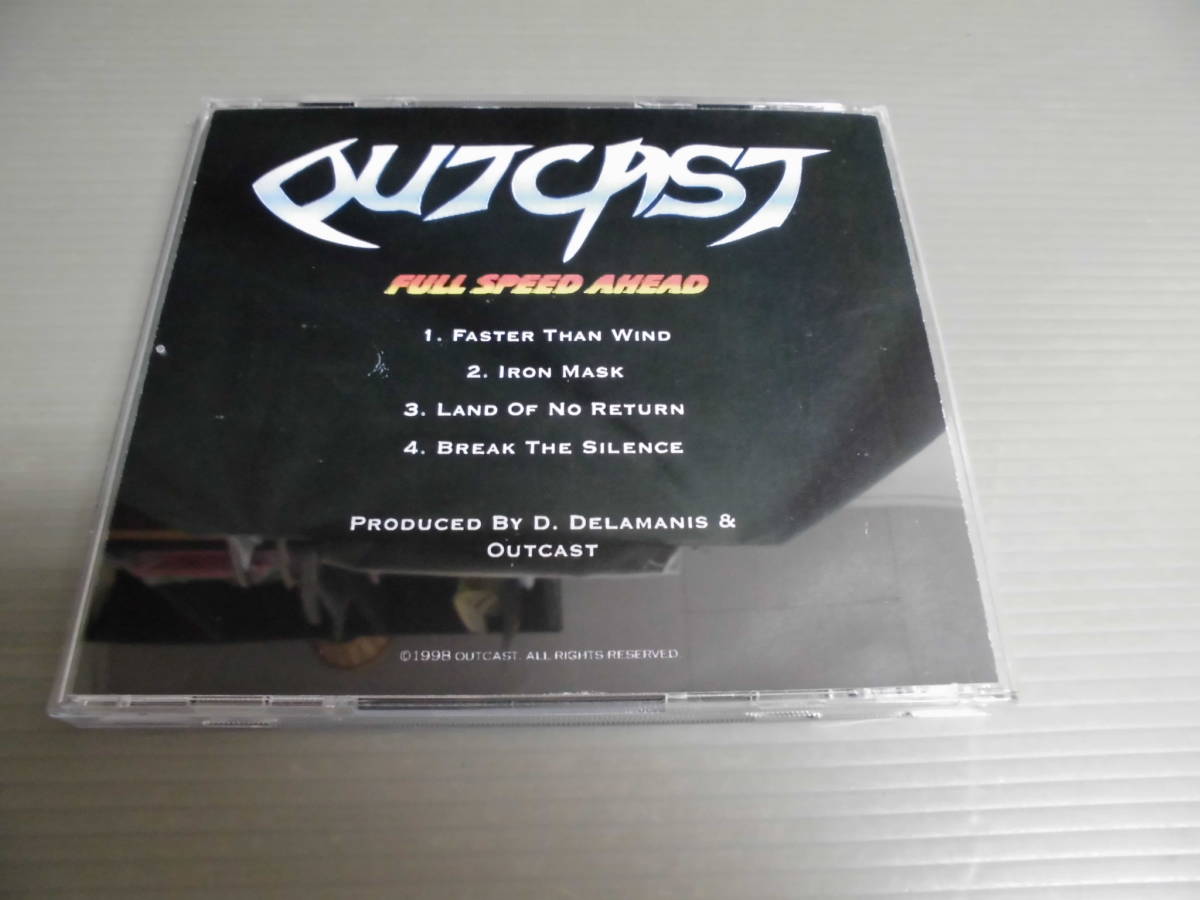 OUTCAST
FULL SPEED AHEAD
1. FASTER THAN WIND
2. IRON MASK
3. LAND OF NO RETURN
4. BREAK THE SILENCE
PRODUCED BY D. DELAMANIS &
OUTCAST
©1998 OUTCAST. ALL RIGHTS RESERVED